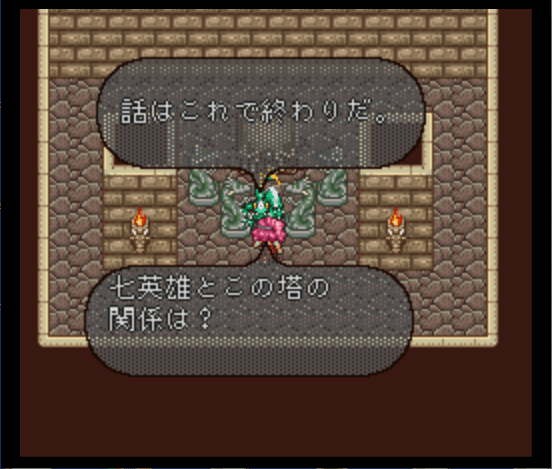 話はこれで終わりだ。
七英雄とこの塔の
関係は?